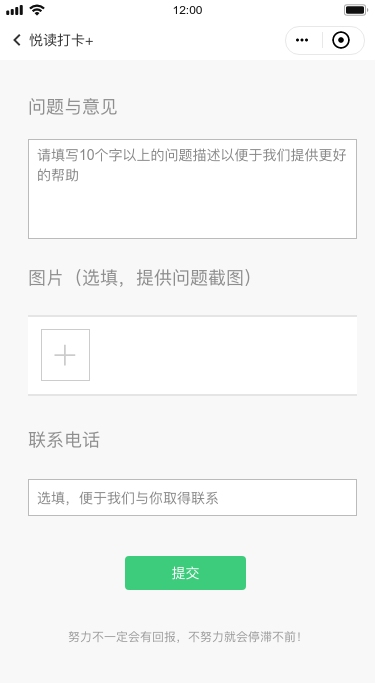 12:00
悦读打卡+
问题与意见
请填写10个字以上的问题描述以便于我们提供更好
的帮助
图片（选填，提供问题截图）
联系电话
选填，便于我们与你取得联系
提交
努力不一定会有回报，不努力就会停滞不前！